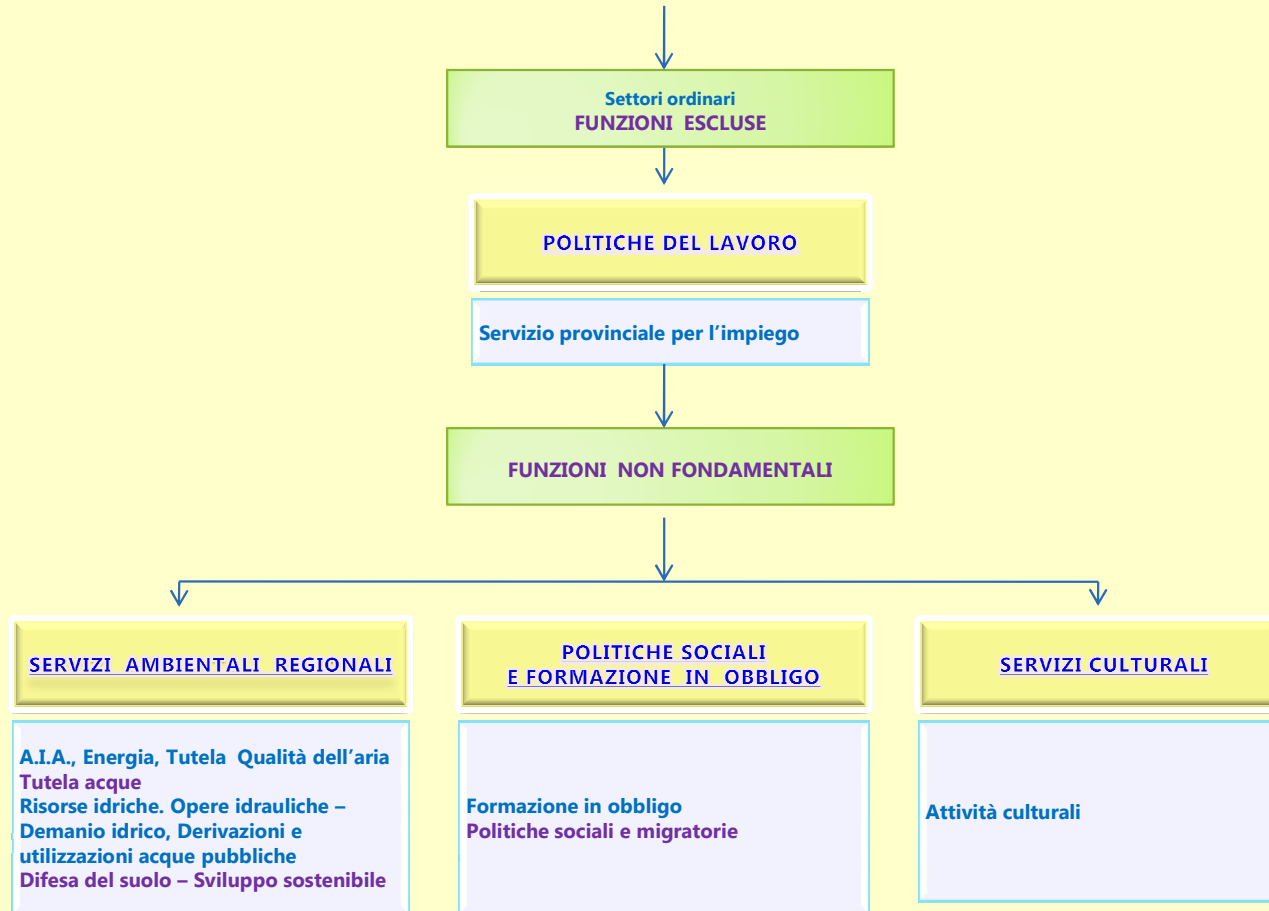 Settori ordinari
FUNZIONI ESCLUSE
POLITICHE DEL LAVORO
Servizio provinciale per l’impiego
FUNZIONI NON FONDAMENTALI
SERVIZI AMBIENTALI REGIONALI
A.I.A., Energia, Tutela Qualità dell’aria
Tutela acque
Risorse idriche. Opere idrauliche –
Demanio idrico, Derivazioni e
utilizzazioni acque pubbliche
Difesa del suolo – Sviluppo sostenibile
POLITICHE SOCIALI
E FORMAZIONE IN OBBLIGO
Formazione in obbligo
Politiche sociali e migratorie
SERVIZI CULTURALI
Attività culturali